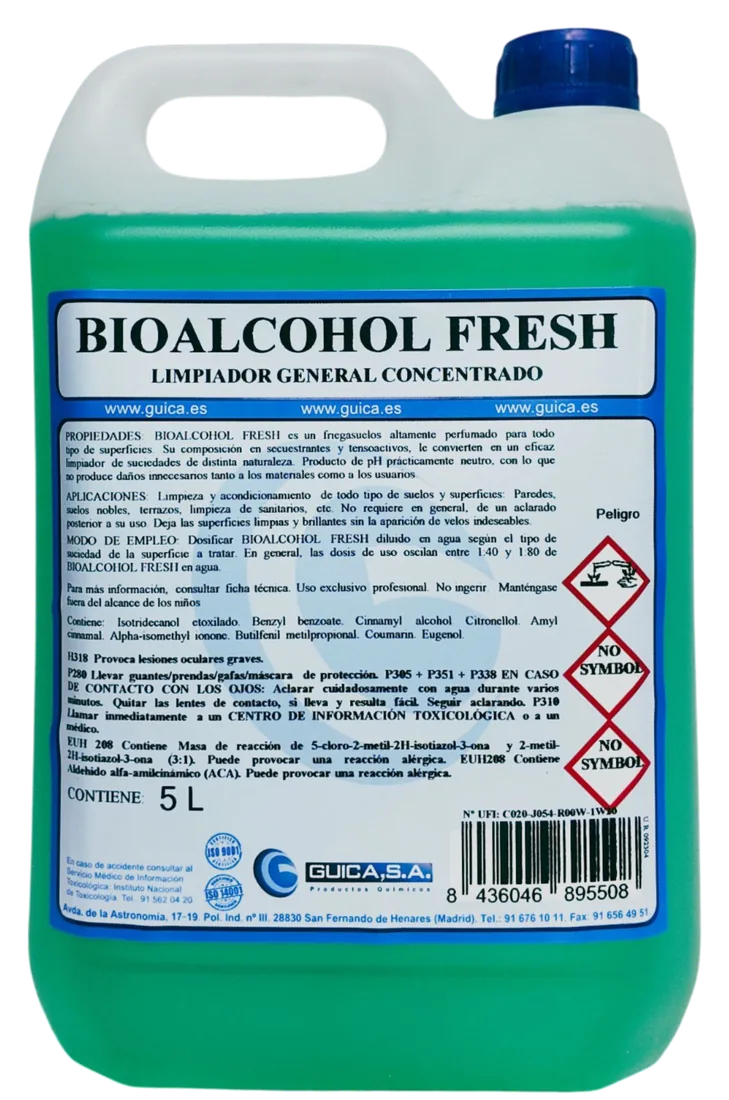 BIOALCOHOL FRESH
LIMPIADOR GENERAL CONCENTRADO
www.guica.es www.guica.es www.guica.es
PROPIEDADES: BIOALCOHOL FRESH es un friegasuelos altamente perfumado para todo
tipo de superficies. Su composición en secuestrantes y tensoactivos, le convierten en un eficaz
limpiador de suciedades de distinta naturaleza. Producto de pH prácticamente neutro, con lo que
no produce daños innecesarios tanto a los materiales como a los usuarios.
APLICACIONES: Limpieza y acondicionamiento de todo tipo de suelos y superficies: Paredes,
suelos nobles, terrazos, limpieza de sanitarios, etc. No requiere en general, de un aclarado
posterior a su uso. Deja las superficies limpias y brillantes sin la aparición de velos indeseables.
MODO DE EMPLEO: Dosificar BIOALCOHOL FRESH diluido en agua según el tipo de
suciedad de la superficie a tratar. En general, las dosis de uso oscilan entre 1:40 y 1:80 de
BIOALCOHOL FRESH en agua.
Para más información, consultar ficha técnica. Uso exclusivo profesional. No ingerir. Manténgase
fuera del alcance de los niños
Contiene: Isotridecanol etoxilado. Benzyl benzoate. Cinnamyl alcohol Citronellol. Amyl
cinnamal. Alpha-isomethyl ionone. Butilfenil metilpropional. Coumarin. Eugenol.
H318 Provoca lesiones oculares graves.
P280 Llevar guantes/prendas/gafas/máscara de protección. P305 + P351 + P338 EN CASO
DE CONTACTO CON LOS OJOS: Aclarar cuidadosamente con agua durante varios
minutos. Quitar las lentes de contacto, si lleva y resulta fácil. Seguir aclarando. P310
Llamar inmediatamente a un CENTRO DE INFORMACIÓN TOXICOLÓGICA o a un
médico.
EUH 208 Contiene Masa de reacción de 5-cloro-2-metil-2H-isotiazol-3-ona y 2-metil-
2H-isotiazol-3-ona (3:1). Puede provocar una reacción alérgica. EUH208 Contiene
Aldehido alfa-amilcinámico (ACA). Puede provocar una reacción alérgica.
CONTIENE: 5 L
Peligro
NO
SYMBOL
NO
SYMBOL
Nº UFI: C020-J054-R00W-1W
U.R. 092304
En caso de accidente consultar al
Servicio Médico de Información
Toxicológica: Instituto Nacional
de Toxicología. Tel.: 91 562 04 20
ISO 9001
ISO 14001
GUICA, S.A.
Productos Químicos
8 436046 895508
Avda. de la Astronomía, 17-19. Pol. Ind. nº III. 28830 San Fernando de Henares (Madrid). Tel.: 91 676 10 11. Fax: 91 656 49 51